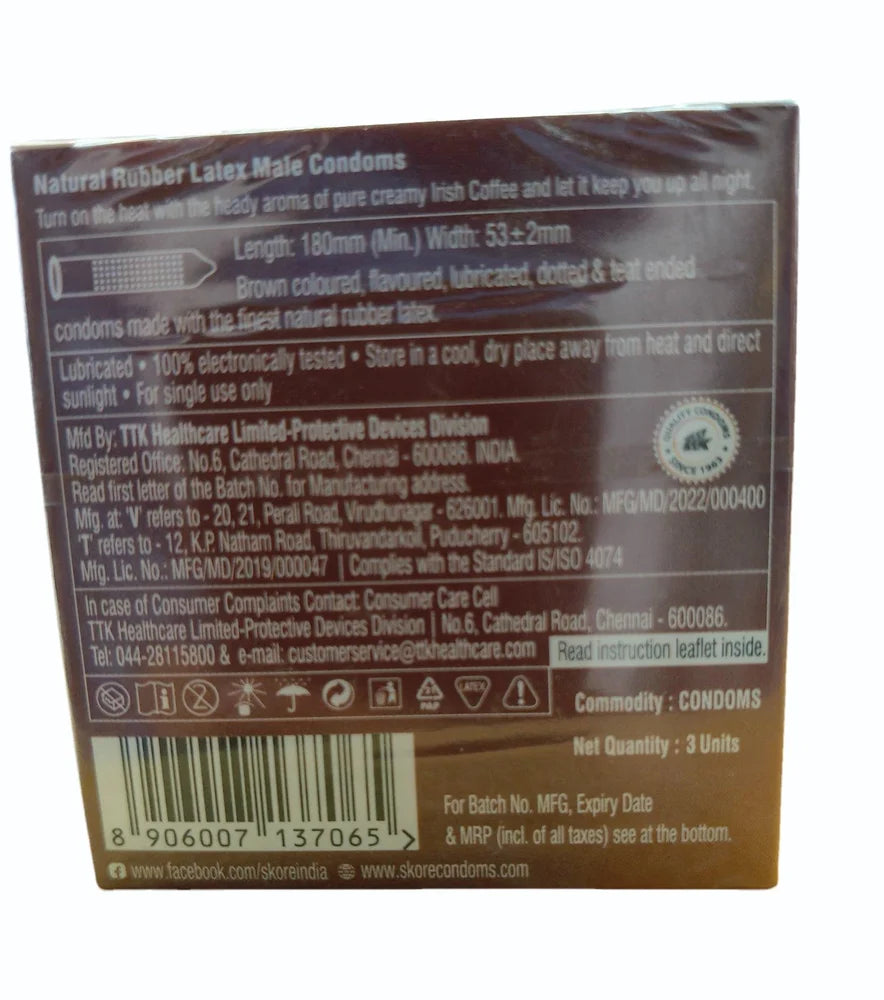 Natural Rubber Latex Male Condoms
Turn on the heat with the heady aroma of pure creamy Irish Coffee and let it keep you up all night.
Length: 180mm (Min.) Width: 53±2mm
Brown coloured, flavoured, lubricated, dotted & teat ended
condoms made with the finest natural rubber latex.
Lubricated • 100% electronically tested • Store in a cool, dry place away from heat and direct
sunlight • For single use only
Mfd By: TTK Healthcare Limited-Protective Devices Division
Registered Office: No.6, Cathedral Road, Chennai - 600086. INDIA.
Read first letter of the Batch No. for Manufacturing address.
Mfg. at: 'V' refers to - 20, 21, Perali Road, Virudhunagar - 626001. Mfg. Lic. No.: MFG/MD/2022/000400
'T' refers to - 12, K.P. Natham Road, Thiruvandarkoil, Puducherry - 605102.
Mfg. Lic. No.: MFG/MD/2019/000047 | Complies with the Standard IS/ISO 4074
QUALITY CONDOMS
SINCE 1963
In case of Consumer Complaints Contact: Consumer Care Cell
TTK Healthcare Limited-Protective Devices Division | No.6, Cathedral Road, Chennai - 600086.
Tel: 044-28115800 & e-mail: customerservice@ttkhealthcare.com
Read instruction leaflet inside.
PAP
LATEX
Commodity : CONDOMS
Net Quantity : 3 Units
8 906007 137065 >
For Batch No. MFG, Expiry Date
& MRP (incl. of all taxes) see at the bottom.
www.facebook.com/skoreindia www.skorecondoms.com